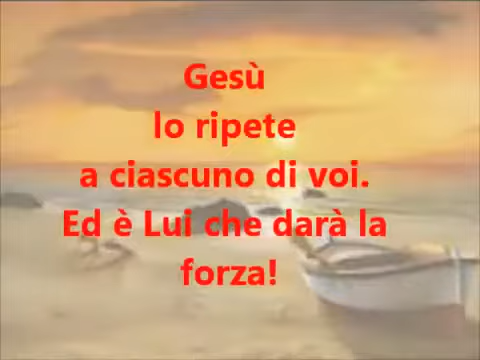 Gesù
lo ripete
a ciascuno di voi.
Ed è Lui che darà la
forza!